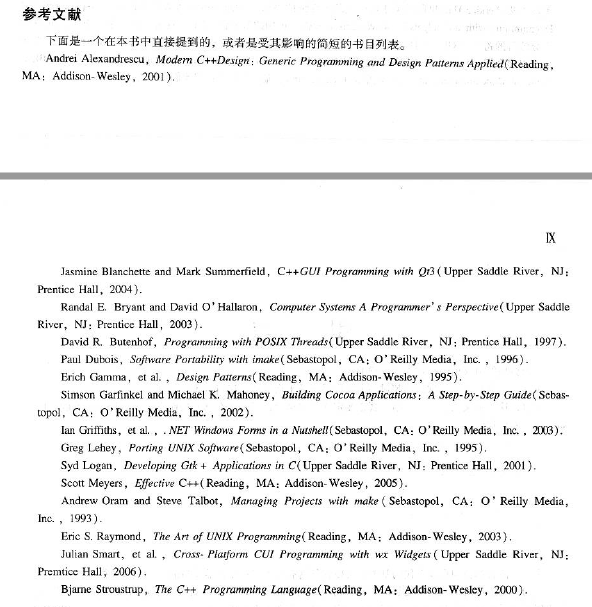 参考文献
下面是一个在本书中直接提到的，或者是受其影响的简短的书目列表。
Andrei Alexandrescu, Modern C++Design: Generic Programming and Design Patterns Applied(Reading,
MA: Addison-Wesley, 2001).
IX
Jasmine Blanchette and Mark Summerfield, C++GUI Programming with Qt3 (Upper Saddle River, NJ:
Prentice Hall, 2004).
Randal E. Bryant and David O'Hallaron, Computer Systems A Programmer's Perspective(Upper Saddle
River, NJ: Prentice Hall, 2003).
David R. Butenhof, Programming with POSIX Threads(Upper Saddle River, NJ: Prentice Hall, 1997).
Paul Dubois, Software Portability with imake(Sebastopol, CA: O'Reilly Media, Inc. , 1996).
Erich Gamma, et al. , Design Patterns(Reading, MA: Addison-Wesley, 1995).
Simson Garfinkel and Michael K. Mahoney, Building Cocoa Applications: A Step-by-Step Guide(Sebas-
topol, CA: O'Reilly Media, Inc. , 2002).
Ian Griffiths, et al. , . NET Windows Forms in a Nutshell(Sebastopol, CA: O'Reilly Media, Inc. , 2003).
Greg Lehey, Porting UNIX Software(Sebastopol, CA: O'Reilly Media, Inc. , 1995).
Syd Logan, Developing Gtk + Applications in C(Upper Saddle River, NJ: Prentice Hall, 2001).
Scott Meyers, Effective C++(Reading, MA: Addison-Wesley, 2005).
Andrew Oram and Steve Talbot, Managing Projects with make (Sebastopol, CA: O'Reilly Media,
Inc. , 1993).
Eric S. Raymond, The Art of UNIX Programming(Reading, MA: Addison-Wesley, 2003).
Julian Smart, et al. , Cross-Platform CUI Programming with wx Widgets (Upper Saddle River, NJ:
Premtice Hall, 2006).
Bjarne Stroustrup, The C++ Programming Language(Reading, MA: Addison-Wesley, 2000).